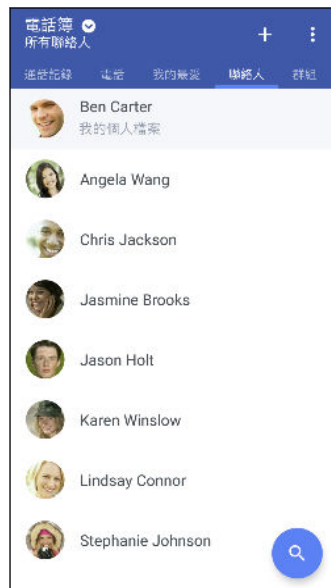 電話簿
所有聯絡人
通話記錄 電話 我的最愛 聯絡人 群組
Ben Carter
我的個人檔案
Angela Wang
Chris Jackson
Jasmine Brooks
Jason Holt
Karen Winslow
Lindsay Connor
Stephanie Johnson